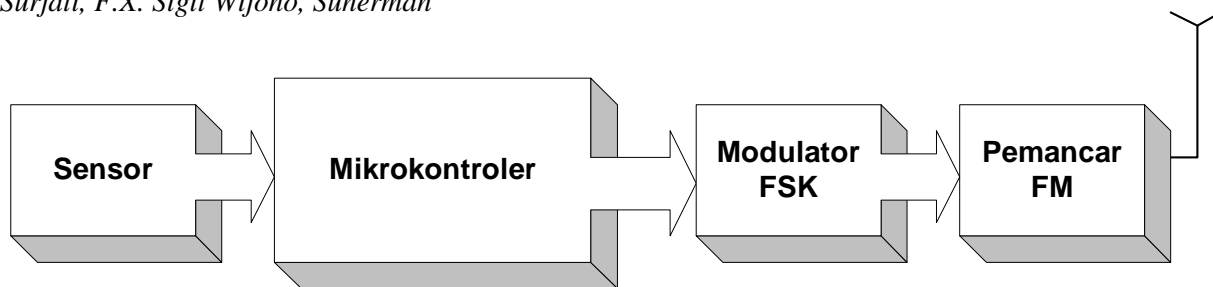 Surjati, F.X. Sigit Wijono, Suherman
Sensor
Mikrokontroler
Modulator
FSK
Pemancar
FM